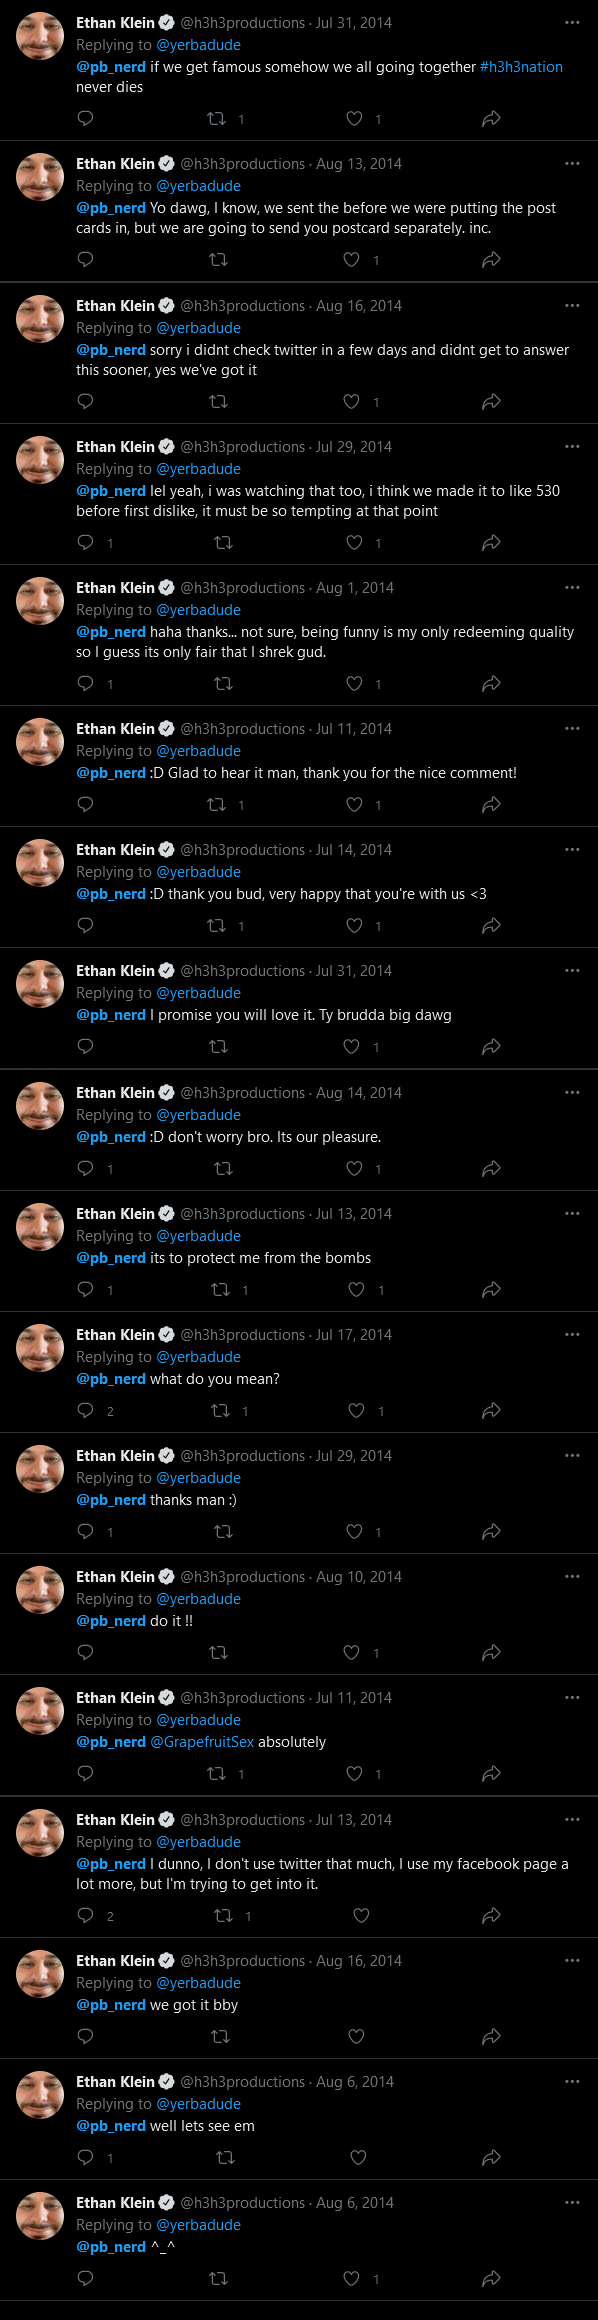 Ethan Klein @h3h3productions · Jul 31, 2014
Replying to @yerbadude
@pb_nerd if we get famous somehow we all going together #h3h3nation
never dies
1 1
Ethan Klein @h3h3productions · Aug 13, 2014
Replying to @yerbadude
@pb_nerd Yo dawg, I know, we sent the before we were putting the post
cards in, but we are going to send you postcard separately. inc.
1
Ethan Klein @h3h3productions · Aug 16, 2014
Replying to @yerbadude
@pb_nerd sorry i didnt check twitter in a few days and didnt get to answer
this sooner, yes we've got it
1
Ethan Klein @h3h3productions · Jul 29, 2014
Replying to @yerbadude
@pb_nerd lel yeah, i was watching that too, i think we made it to like 530
before first dislike, it must be so tempting at that point
1 1
Ethan Klein @h3h3productions · Aug 1, 2014
Replying to @yerbadude
@pb_nerd haha thanks... not sure, being funny is my only redeeming quality
so I guess its only fair that I shrek gud.
1 1
Ethan Klein @h3h3productions · Jul 11, 2014
Replying to @yerbadude
@pb_nerd :D Glad to hear it man, thank you for the nice comment!
1 1
Ethan Klein @h3h3productions · Jul 14, 2014
Replying to @yerbadude
@pb_nerd :D thank you bud, very happy that you're with us <3
1 1
Ethan Klein @h3h3productions · Jul 31, 2014
Replying to @yerbadude
@pb_nerd I promise you will love it. Ty brudda big dawg
1
Ethan Klein @h3h3productions · Aug 14, 2014
Replying to @yerbadude
@pb_nerd :D don't worry bro. Its our pleasure.
1 1
Ethan Klein @h3h3productions · Jul 13, 2014
Replying to @yerbadude
@pb_nerd its to protect me from the bombs
1 1 1
Ethan Klein @h3h3productions · Jul 17, 2014
Replying to @yerbadude
@pb_nerd what do you mean?
2 1 1
Ethan Klein @h3h3productions · Jul 29, 2014
Replying to @yerbadude
@pb_nerd thanks man :)
1 1
Ethan Klein @h3h3productions · Aug 10, 2014
Replying to @yerbadude
@pb_nerd do it !!
1
Ethan Klein @h3h3productions · Jul 11, 2014
Replying to @yerbadude
@pb_nerd @GrapefruitSex absolutely
1 1
Ethan Klein @h3h3productions · Jul 13, 2014
Replying to @yerbadude
@pb_nerd I dunno, I don't use twitter that much, I use my facebook page a
lot more, but I'm trying to get into it.
2 1
Ethan Klein @h3h3productions · Aug 16, 2014
Replying to @yerbadude
@pb_nerd we got it bby
Ethan Klein @h3h3productions · Aug 6, 2014
Replying to @yerbadude
@pb_nerd well lets see em
1
Ethan Klein @h3h3productions · Aug 6, 2014
Replying to @yerbadude
@pb_nerd ^_^
1